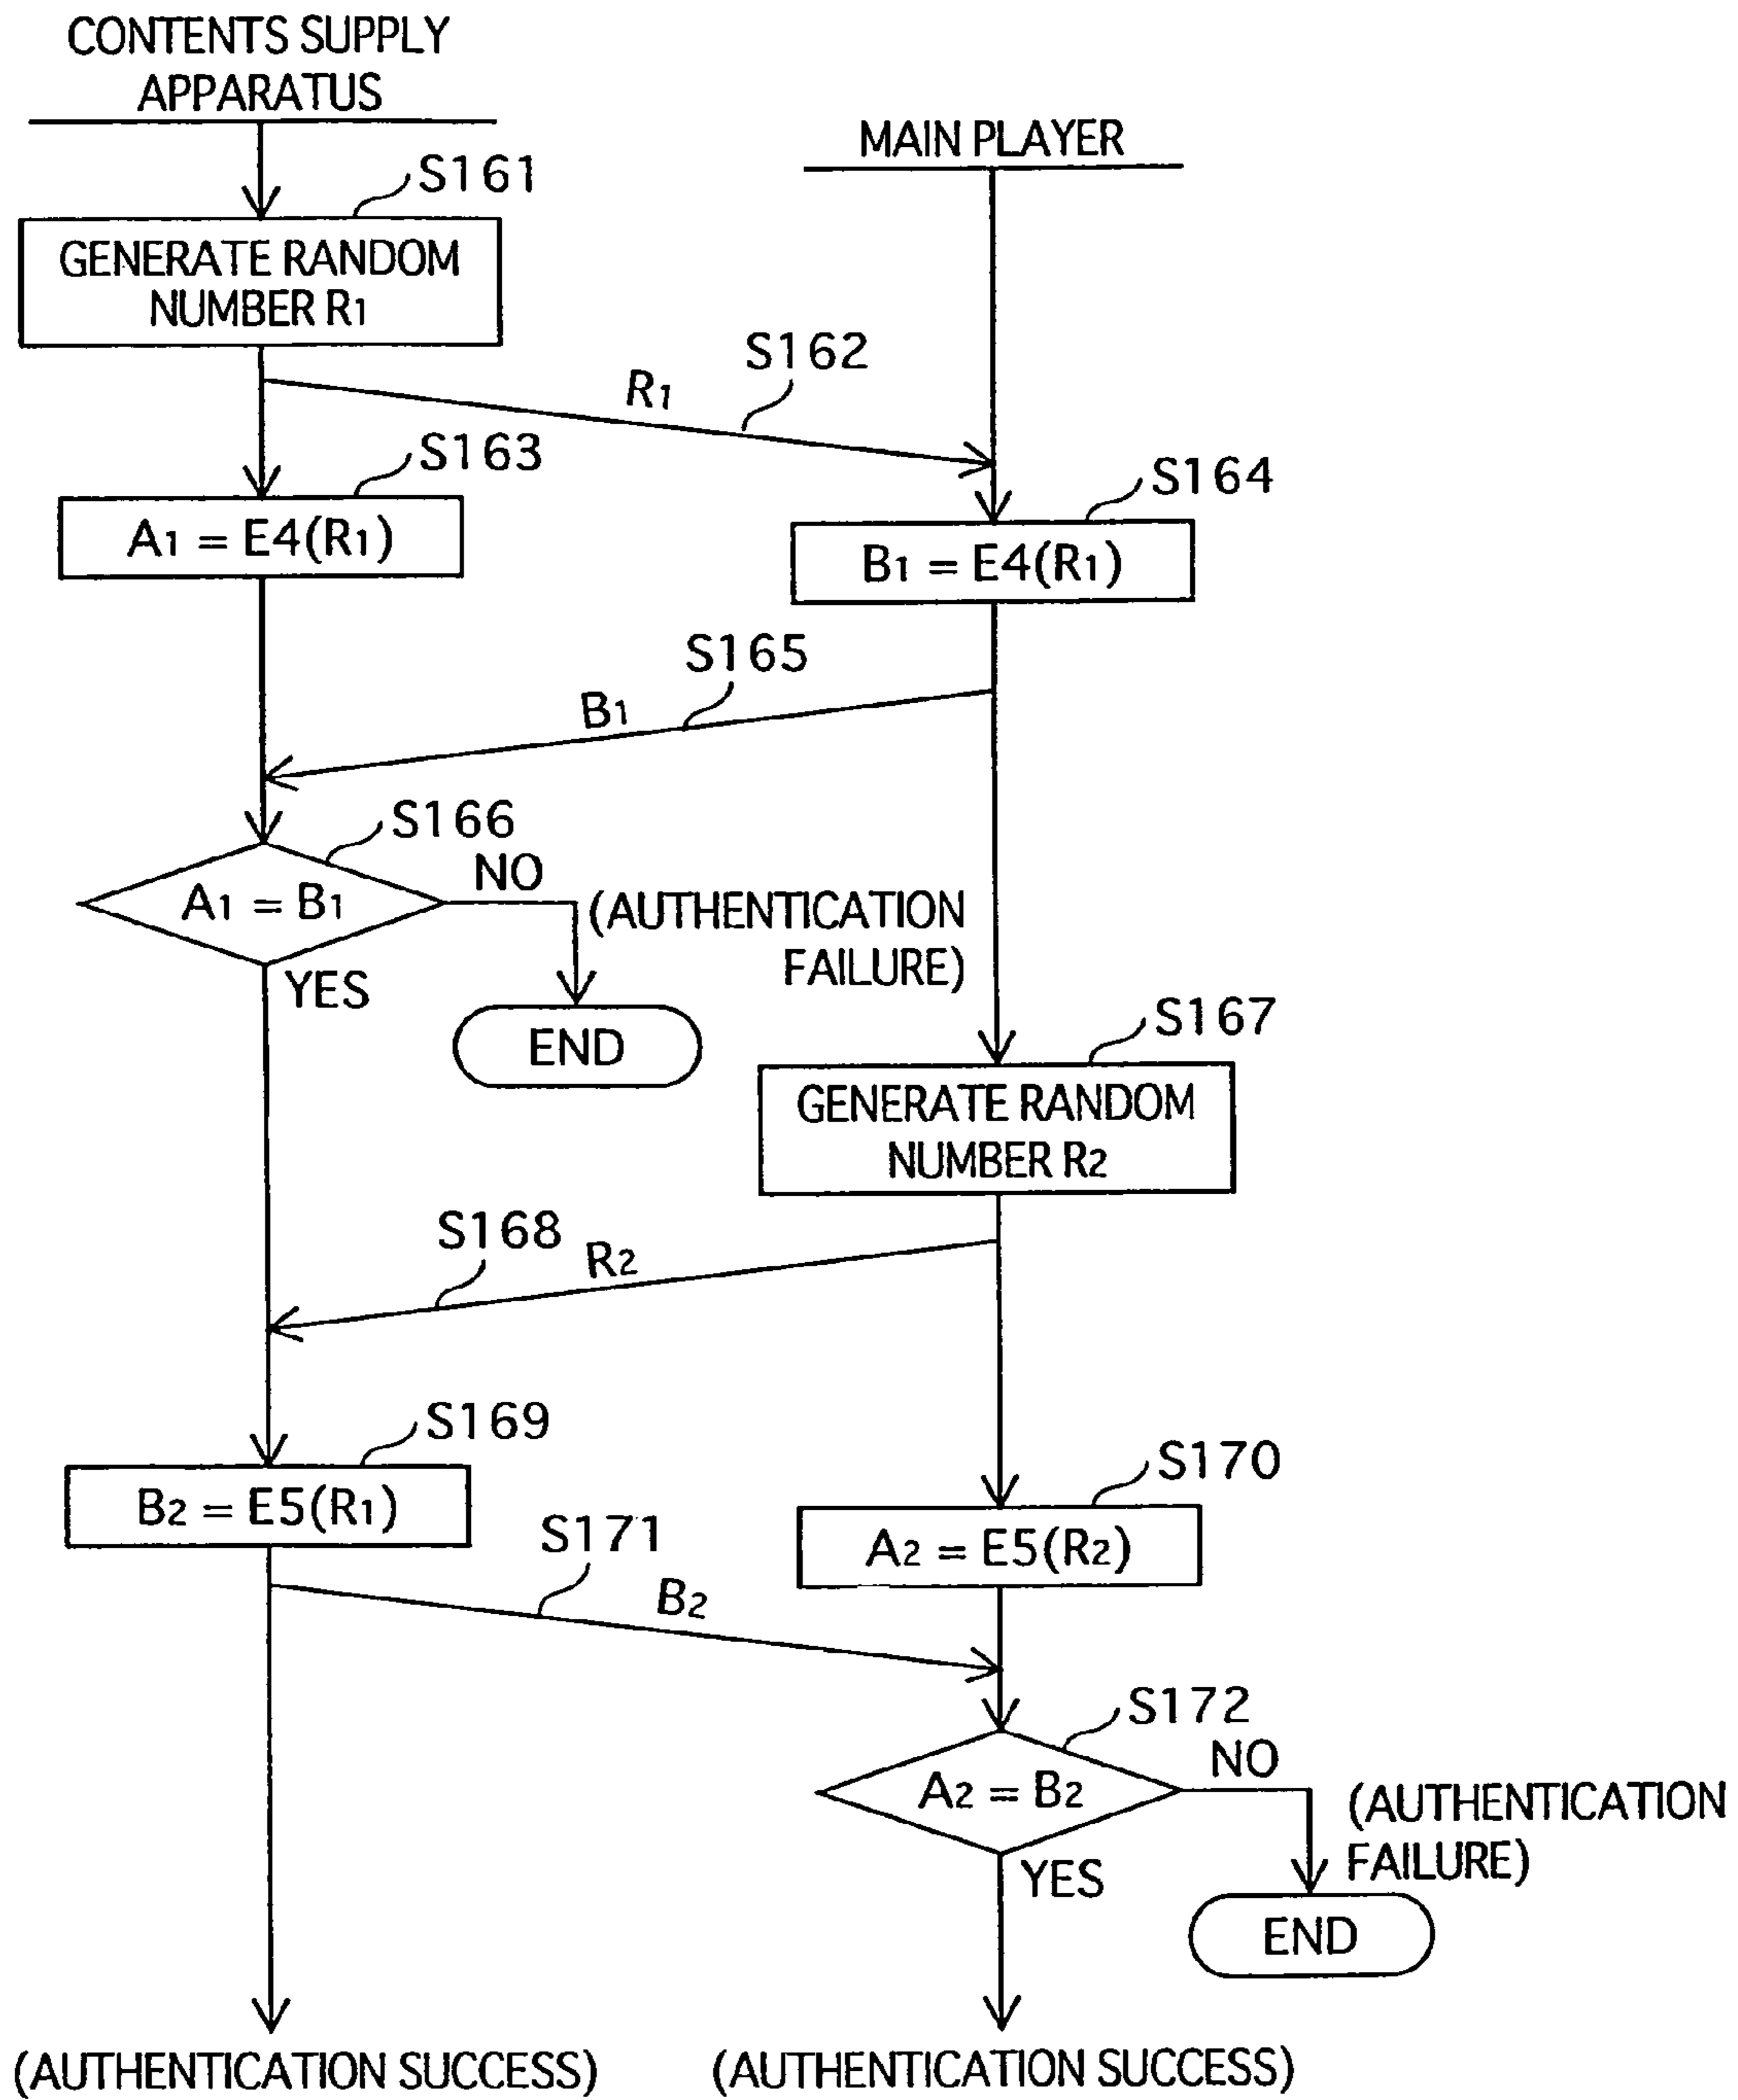 CONTENTS SUPPLY
APPARATUS
MAIN PLAYER
S161
GENERATE RANDOM
NUMBER R1
S162
R1
S163
A1 = E4(R1)
S164
B1 = E4(R1)
S165
B1
S166
A1 = B1
NO
(AUTHENTICATION
FAILURE)
YES
END
S167
GENERATE RANDOM
NUMBER R2
S168
R2
S169
B2 = E5(R1)
S170
A2 = E5(R2)
S171
B2
S172
A2 = B2
NO
(AUTHENTICATION
FAILURE)
YES
END
(AUTHENTICATION SUCCESS)
(AUTHENTICATION SUCCESS)